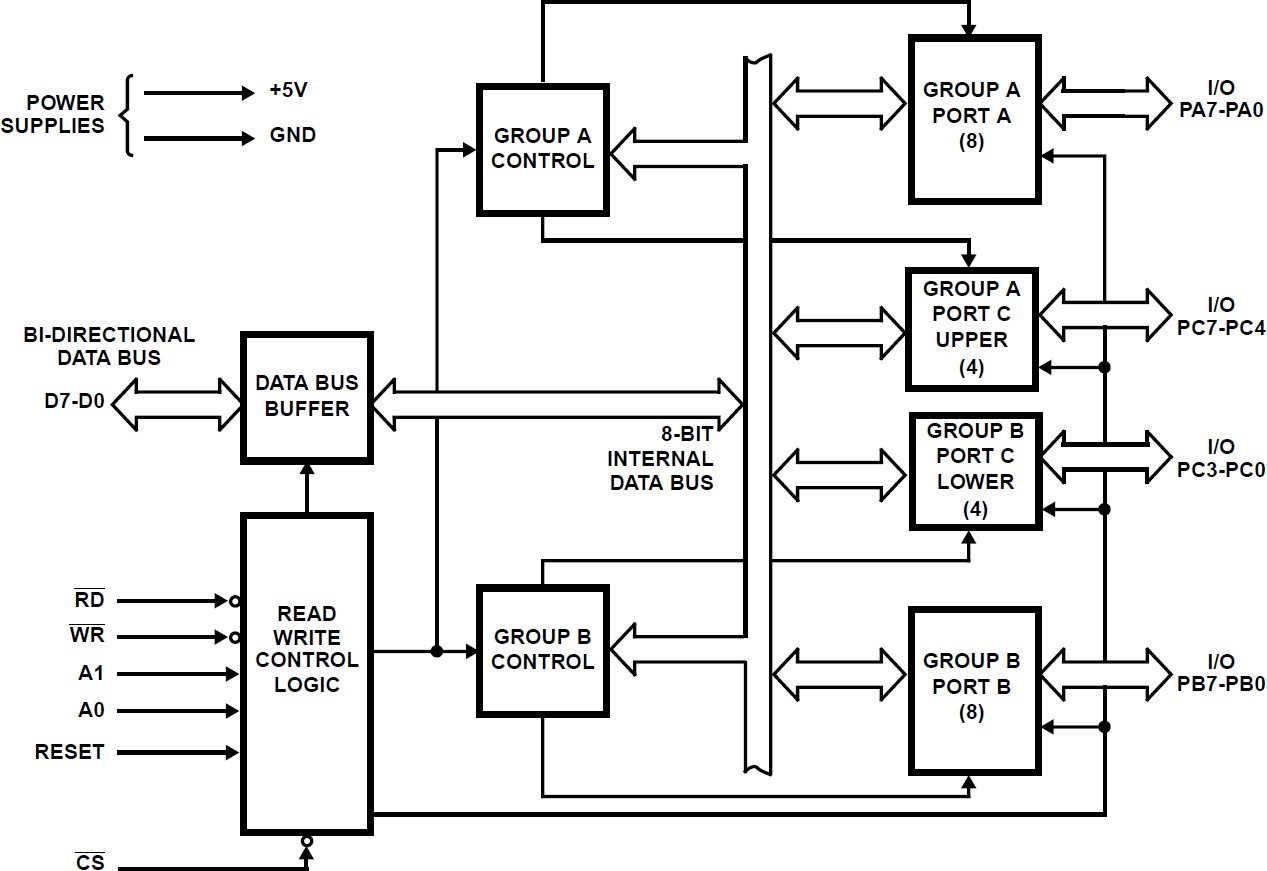 POWER
SUPPLIES
+5V
GND
GROUP A
CONTROL
GROUP A
PORT A
(8)
I/O
PA7-PA0
GROUP A
PORT C
UPPER
(4)
I/O
PC7-PC4
BI-DIRECTIONAL
DATA BUS
D7-D0
DATA BUS
BUFFER
8-BIT
INTERNAL
DATA BUS
GROUP B
PORT C
LOWER
(4)
I/O
PC3-PC0
RD
WR
A1
A0
RESET
CS
READ
WRITE
CONTROL
LOGIC
GROUP B
CONTROL
GROUP B
PORT B
(8)
I/O
PB7-PB0